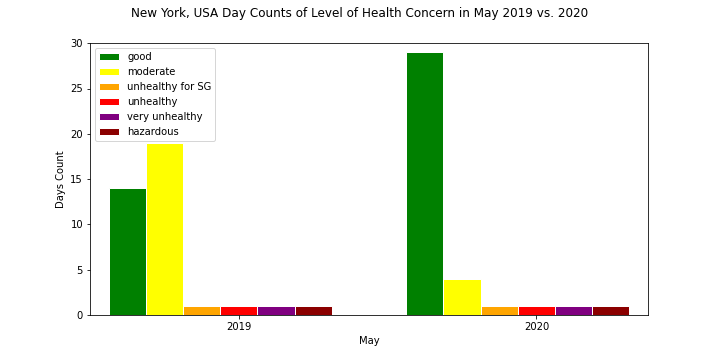 New York, USA Day Counts of Level of Health Concern in May 2019 vs. 2020
30
25
20
15
10
5
0
Days Count
good
moderate
unhealthy for SG
unhealthy
very unhealthy
hazardous
2019
2020
May